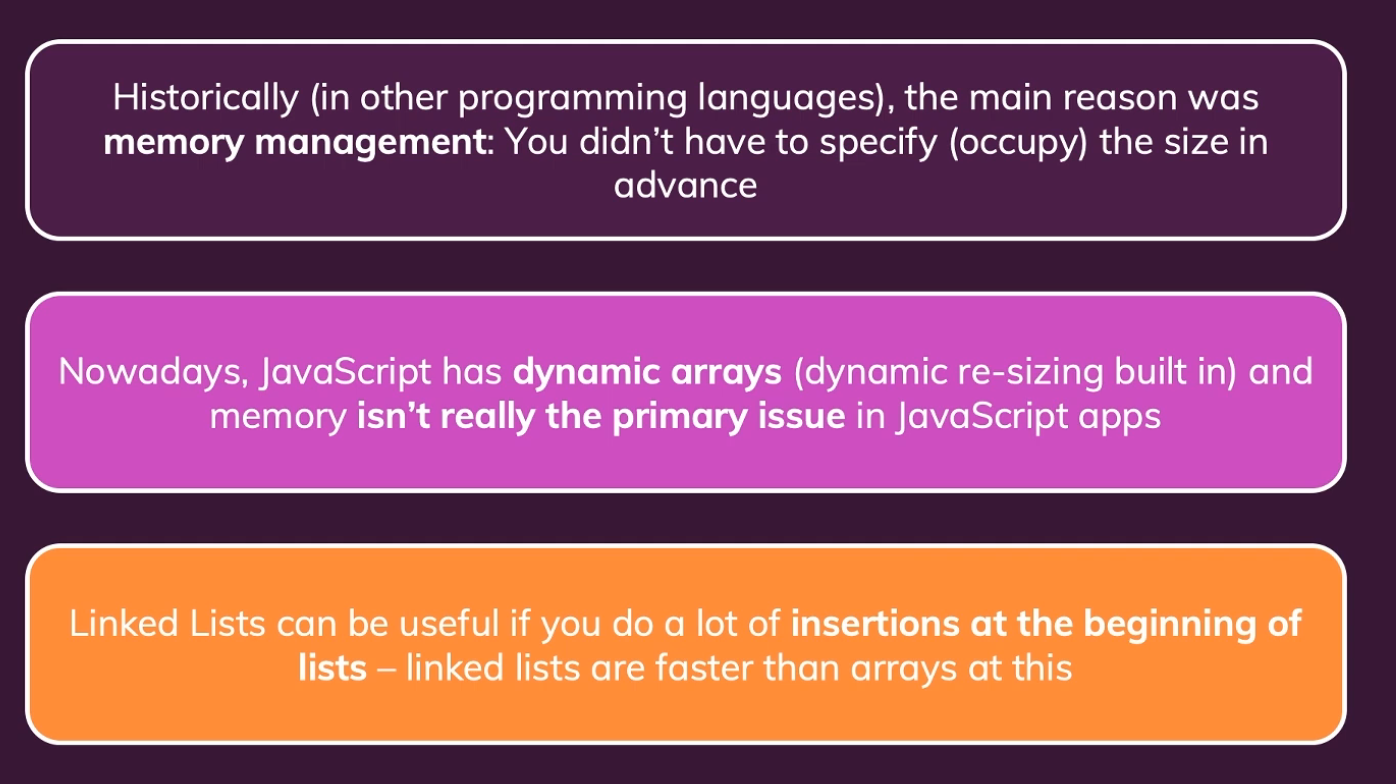 Historically (in other programming languages), the main reason was
memory management: You didn’t have to specify (occupy) the size in
advance
Nowadays, JavaScript has dynamic arrays (dynamic re-sizing built in) and
memory isn’t really the primary issue in JavaScript apps
Linked Lists can be useful if you do a lot of insertions at the beginning of
lists – linked lists are faster than arrays at this